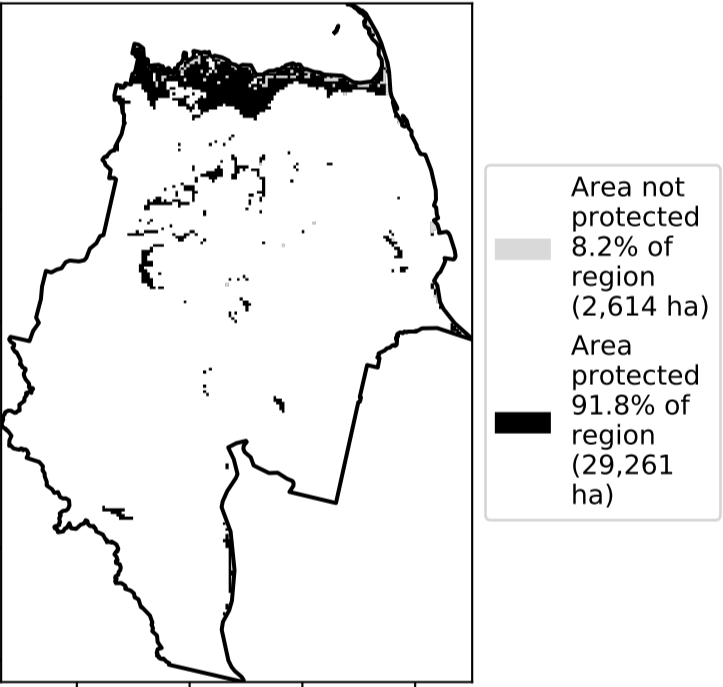 Area not
protected
8.2% of
region
(2,614 ha)
Area
protected
91.8% of
region
(29,261
ha)